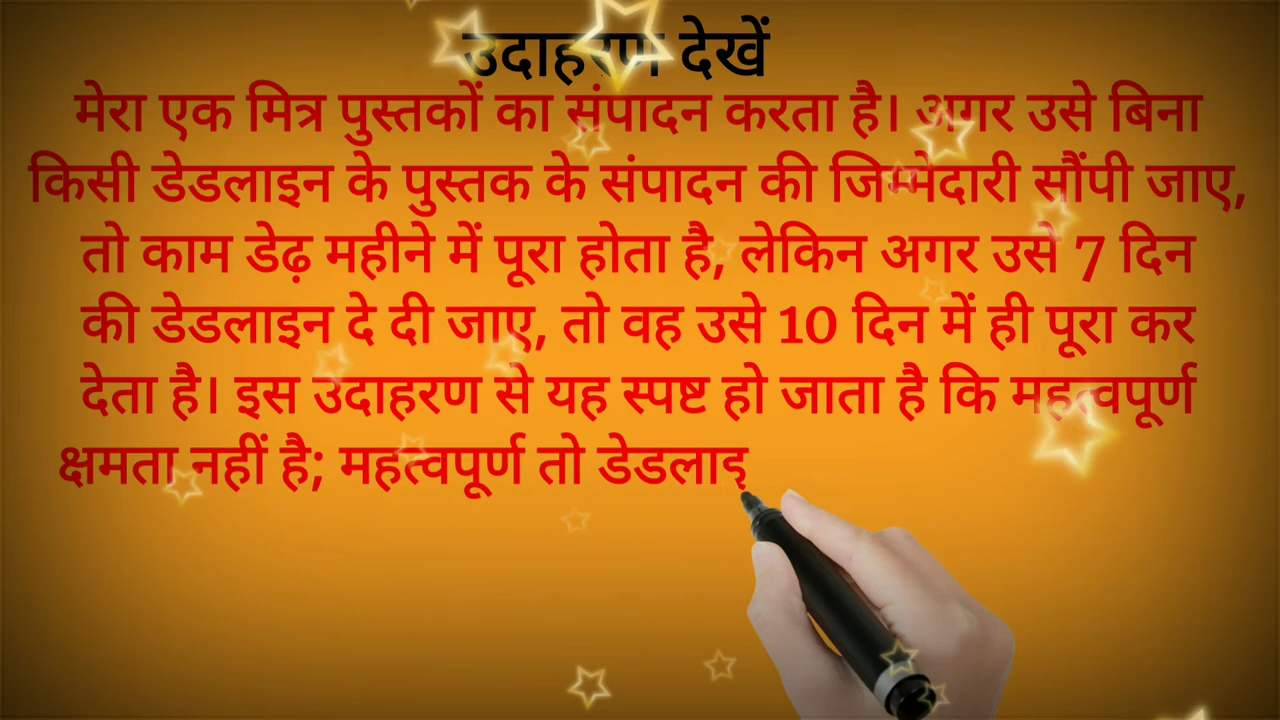 उदाहरण देखें
मेरा एक मित्र पुस्तकों का संपादन करता है। अगर उसे बिना
किसी डेडलाइन के पुस्तक के संपादन की जिम्मेदारी सौंपी जाए,
तो काम डेढ़ महीने में पूरा होता है, लेकिन अगर उसे 7 दिन
की डेडलाइन दे दी जाए, तो वह उसे 10 दिन में ही पूरा कर
देता है। इस उदाहरण से यह स्पष्ट हो जाता है कि महत्वपूर्ण
क्षमता नहीं है; महत्वपूर्ण तो डेडलाइ